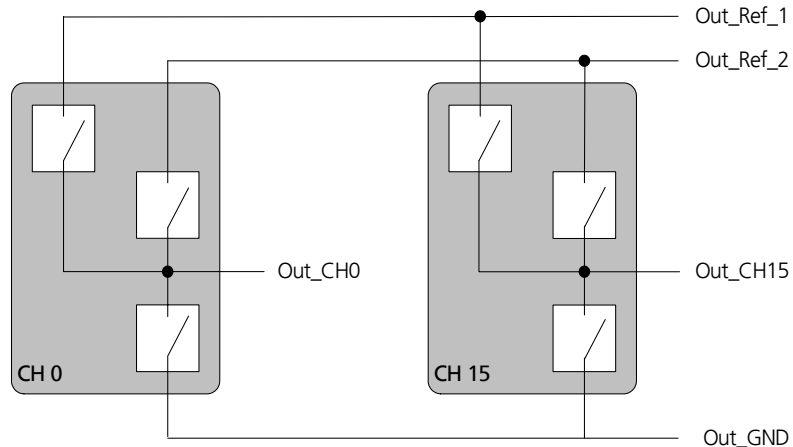 Out_Ref_1
Out_Ref_2
Out_CH0
Out_CH15
CH 0
CH 15
Out_GND